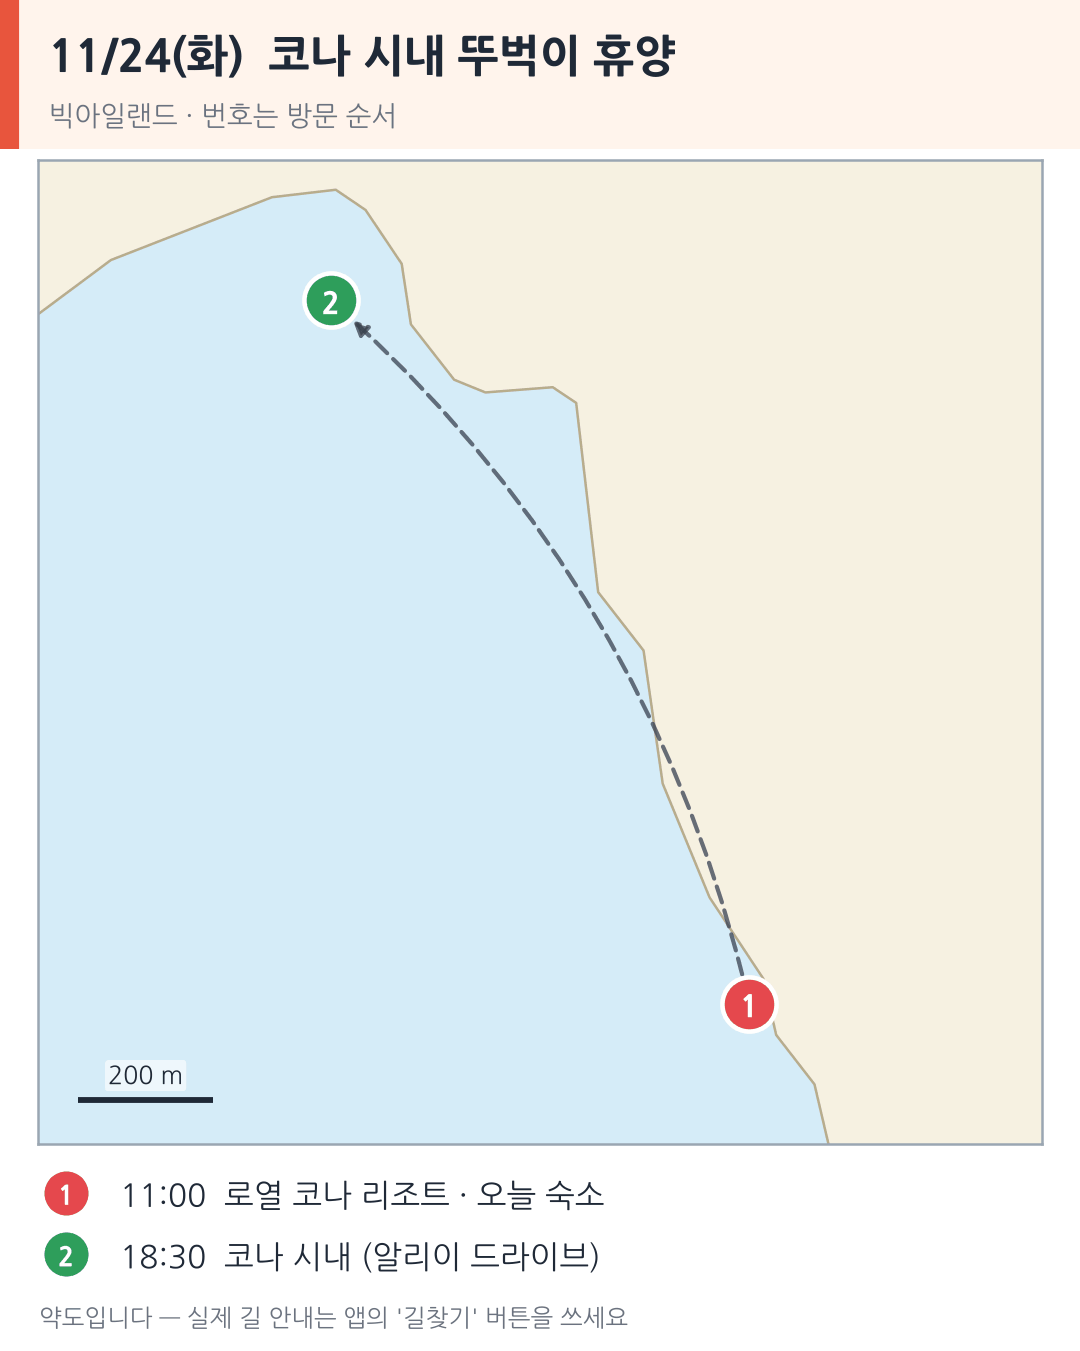 11/24(화) 코나 시내 뚜벅이 휴양
빅아일랜드 · 번호는 방문 순서
2
1
200 m
1 11:00 로열 코나 리조트 · 오늘 숙소
2 18:30 코나 시내 (알리이 드라이브)
약도입니다 — 실제 길 안내는 앱의 '길찾기' 버튼을 쓰세요